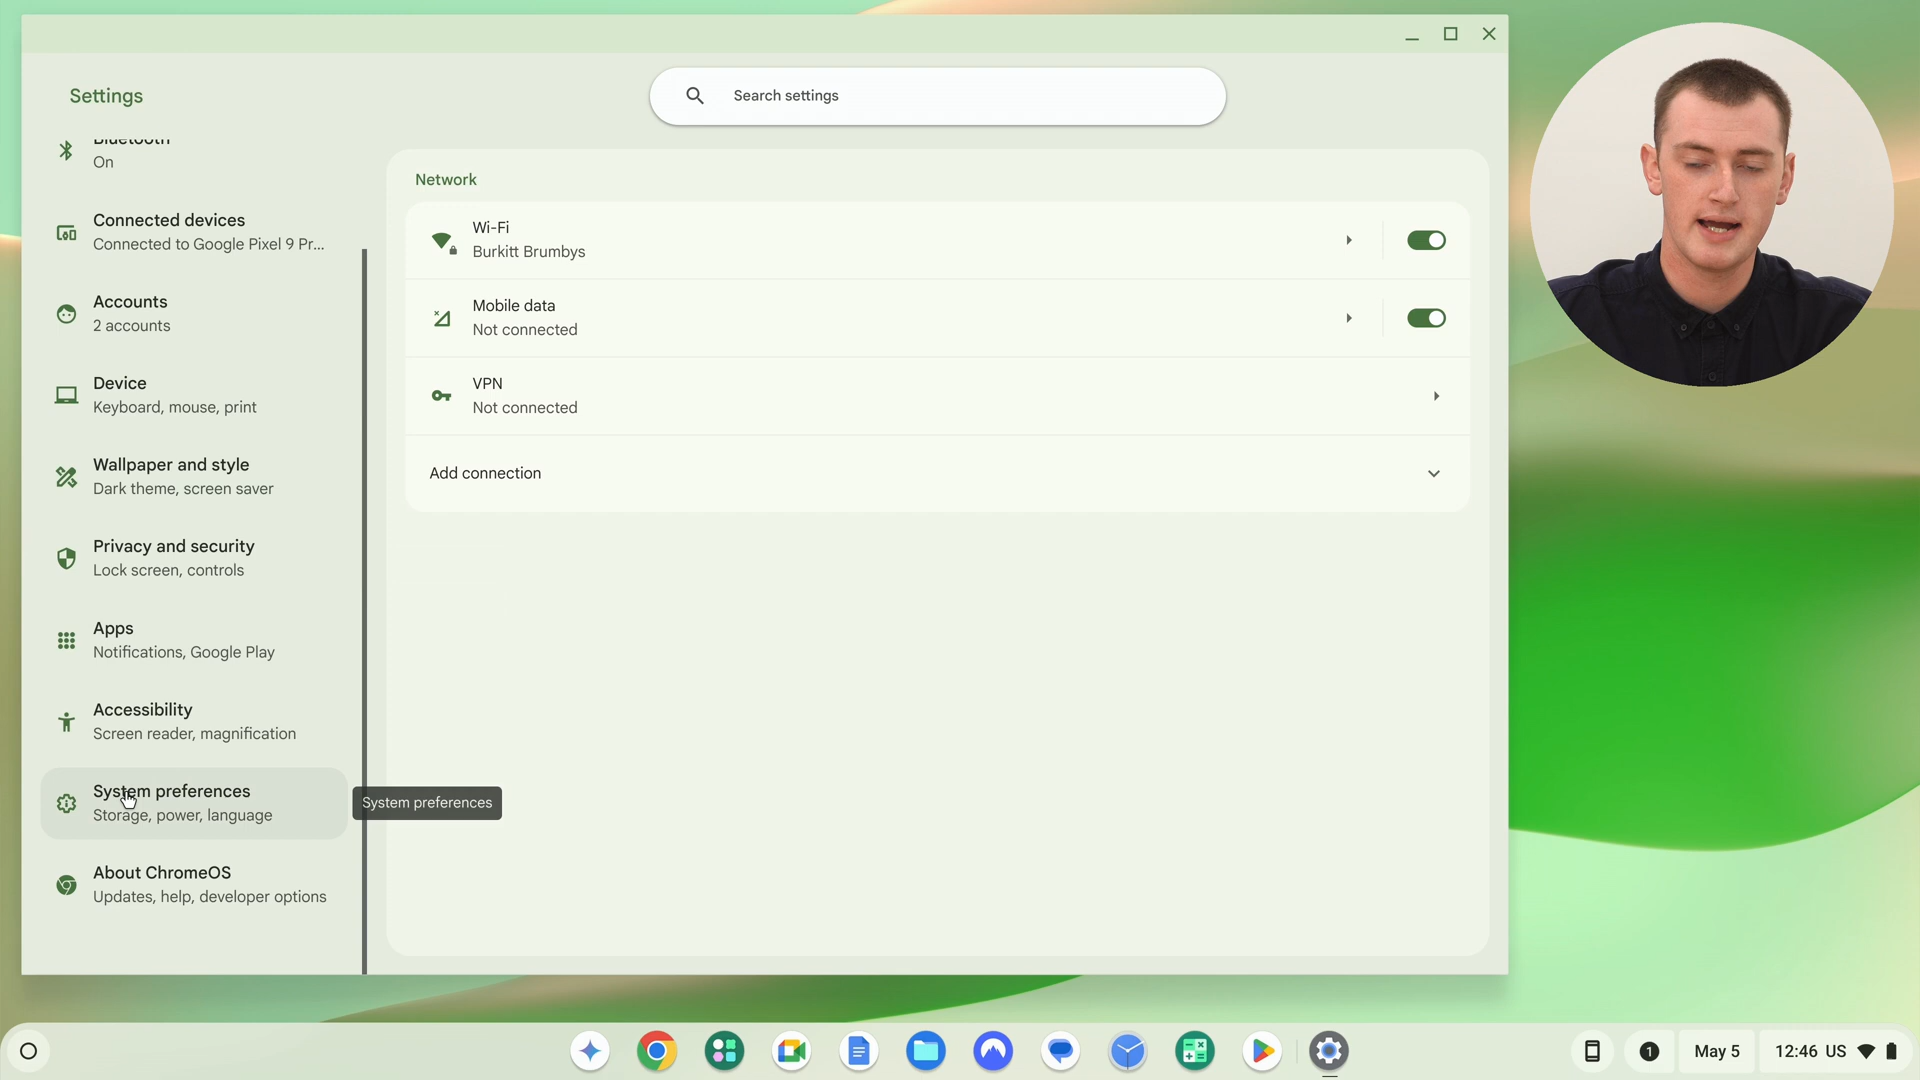 Settings
Search settings
Bluetooth
On
Connected devices
Connected to Google Pixel 9 Pr...
Accounts
2 accounts
Device
Keyboard, mouse, print
Wallpaper and style
Dark theme, screen saver
Privacy and security
Lock screen, controls
Apps
Notifications, Google Play
Accessibility
Screen reader, magnification
System preferences
Storage, power, language
System preferences
About ChromeOS
Updates, help, developer options
Network
Wi-Fi
Burkitt Brumbys
Mobile data
Not connected
VPN
Not connected
Add connection
1
May 5
12:46 US